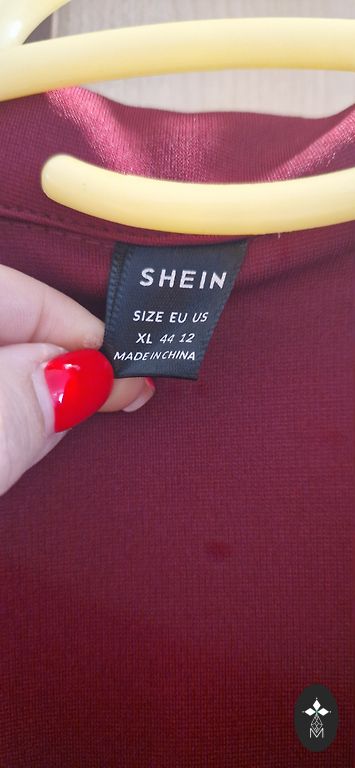 SHEIN
SIZE EU US
XL 44 12
MADE IN CHINA
M